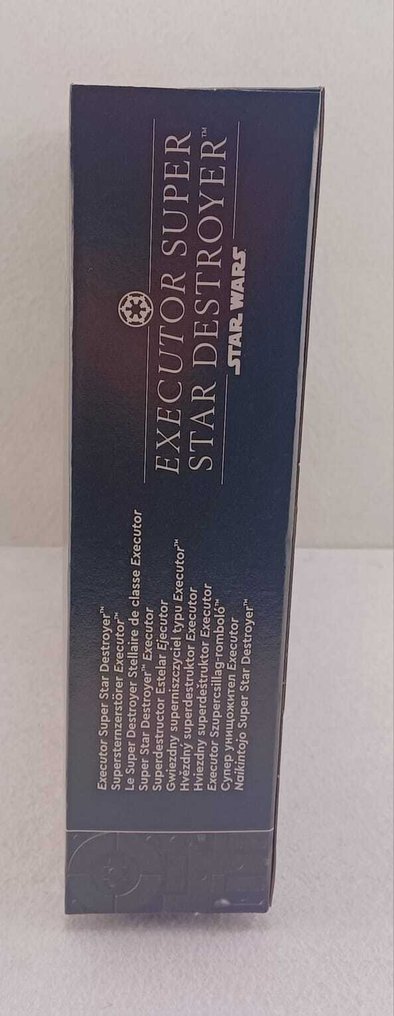 EXECUTOR SUPER
STAR DESTROYER™
STAR WARS
Executor Super Star Destroyer™
Supersternzerstörer Executor™
Le Super Destroyer Stellaire de classe Executor
Super Star Destroyer™ Executor
Superdestructor Estelar Ejecutor
Gwiezdny superniszczyciel typu Executor™
Hvězdný superdestruktor Executor
Hviezdny superdeštruktor Executor
Executor Szupercsillag-romboló™
Супер унищожител Executor
Naikintojo Super Star Destroyer™